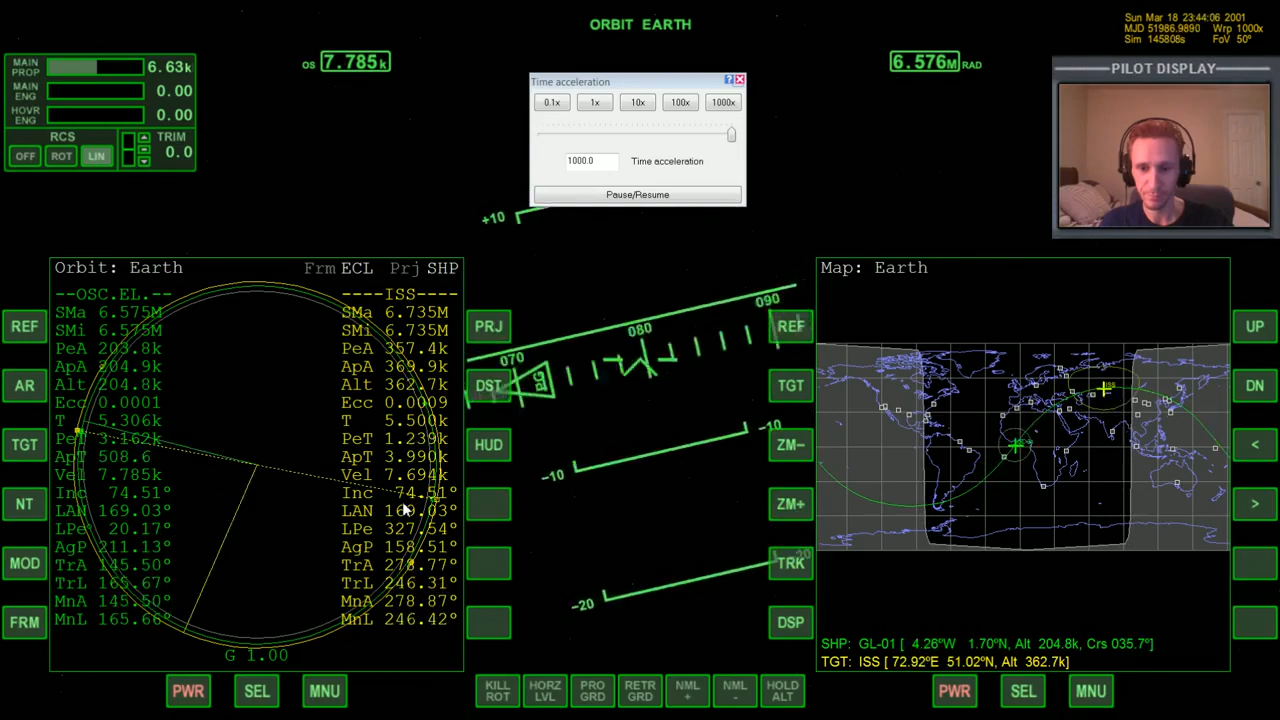 ORBIT EARTH
Sun Mar 18 23:44:06 2001
MJD 51986.9890 Wrp 1000x
Sim 145808s FoV 50°
MAIN PROP 6.63k
MAIN ENG 0.00
HOVR ENG 0.00
RCS TRIM
OFF ROT LIN 0.0
OS 7.785k
6.576M RAD
PILOT DISPLAY
Time acceleration
0.1x 1x 10x 100x 1000x
1000.0 Time acceleration
Pause/Resume
+10
070 080 090
-10 -10
-20 -20
Orbit: Earth Frm ECL Prj SHP
--OSC.EL.-- ----ISS----
SMa 6.575M SMa 6.735M
SMi 6.575M SMi 6.735M
PeA 203.8k PeA 357.4k
ApA 204.9k ApA 369.9k
Alt 204.8k Alt 362.7k
Ecc 0.0001 Ecc 0.0009
T 5.306k T 5.500k
PeT 3.162k PeT 1.239k
ApT 508.6 ApT 3.990k
Vel 7.785k Vel 7.694k
Inc 74.51° Inc 74.51°
LAN 169.03° LAN 169.03°
LPe 20.17° LPe 327.54°
AgP 211.13° AgP 158.51°
TrA 145.50° TrA 278.77°
TrL 165.67° TrL 246.31°
MnA 145.50° MnA 278.87°
MnL 165.66° MnL 246.42°
G 1.00
REF
AR
TGT
NT
MOD
FRM
PRJ
DST
HUD
PWR SEL MNU
KILL ROT
HORZ LVL
PRO GRD
RETR GRD
NML +
NML -
HOLD ALT
Map: Earth
ISS
REF
TGT
ZM-
ZM+
TRK
DSP
UP
DN
<
>
SHP: GL-01 [ 4.26°W 1.70°N, Alt 204.8k, Crs 035.7°]
TGT: ISS [ 72.92°E 51.02°N, Alt 362.7k]
PWR SEL MNU